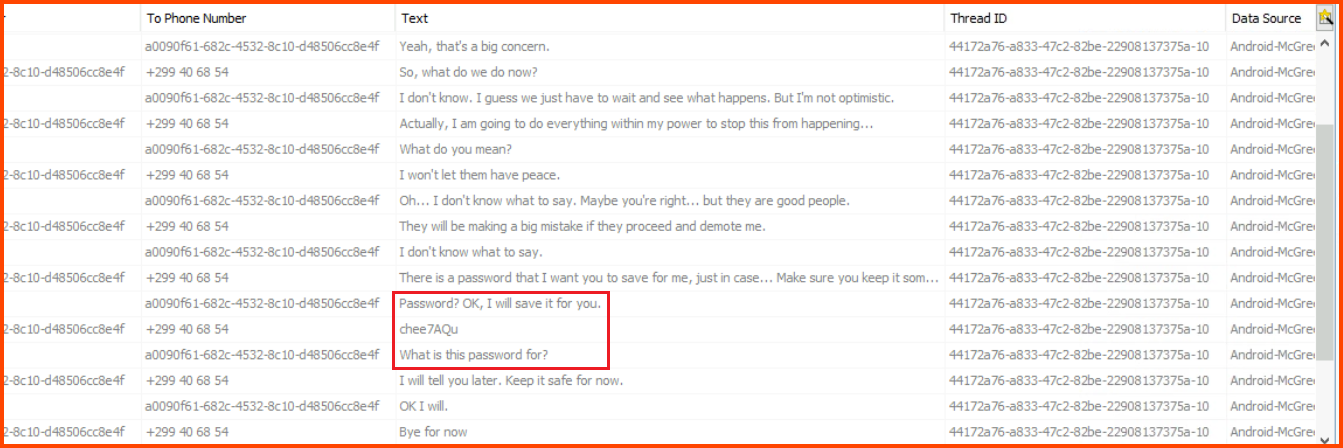 r To Phone Number Text Thread ID Data Source
a0090f61-682c-4532-8c10-d48506cc8e4f Yeah, that's a big concern. 44172a76-a833-47c2-82be-22908137375a-10 Android-McGree
2-8c10-d48506cc8e4f +299 40 68 54 So, what do we do now? 44172a76-a833-47c2-82be-22908137375a-10 Android-McGree
a0090f61-682c-4532-8c10-d48506cc8e4f I don't know. I guess we just have to wait and see what happens. But I'm not optimistic. 44172a76-a833-47c2-82be-22908137375a-10 Android-McGree
2-8c10-d48506cc8e4f +299 40 68 54 Actually, I am going to do everything within my power to stop this from happening... 44172a76-a833-47c2-82be-22908137375a-10 Android-McGree
a0090f61-682c-4532-8c10-d48506cc8e4f What do you mean? 44172a76-a833-47c2-82be-22908137375a-10 Android-McGree
2-8c10-d48506cc8e4f +299 40 68 54 I won't let them have peace. 44172a76-a833-47c2-82be-22908137375a-10 Android-McGree
a0090f61-682c-4532-8c10-d48506cc8e4f Oh... I don't know what to say. Maybe you're right... but they are good people. 44172a76-a833-47c2-82be-22908137375a-10 Android-McGree
2-8c10-d48506cc8e4f +299 40 68 54 They will be making a big mistake if they proceed and demote me. 44172a76-a833-47c2-82be-22908137375a-10 Android-McGree
a0090f61-682c-4532-8c10-d48506cc8e4f I don't know what to say. 44172a76-a833-47c2-82be-22908137375a-10 Android-McGree
2-8c10-d48506cc8e4f +299 40 68 54 There is a password that I want you to save for me, just in case... Make sure you keep it som... 44172a76-a833-47c2-82be-22908137375a-10 Android-McGree
a0090f61-682c-4532-8c10-d48506cc8e4f Password? OK, I will save it for you. 44172a76-a833-47c2-82be-22908137375a-10 Android-McGree
2-8c10-d48506cc8e4f +299 40 68 54 chee7AQu 44172a76-a833-47c2-82be-22908137375a-10 Android-McGree
a0090f61-682c-4532-8c10-d48506cc8e4f What is this password for? 44172a76-a833-47c2-82be-22908137375a-10 Android-McGree
2-8c10-d48506cc8e4f +299 40 68 54 I will tell you later. Keep it safe for now. 44172a76-a833-47c2-82be-22908137375a-10 Android-McGree
a0090f61-682c-4532-8c10-d48506cc8e4f OK I will. 44172a76-a833-47c2-82be-22908137375a-10 Android-McGree
2-8c10-d48506cc8e4f +299 40 68 54 Bye for now 44172a76-a833-47c2-82be-22908137375a-10 Android-McGree